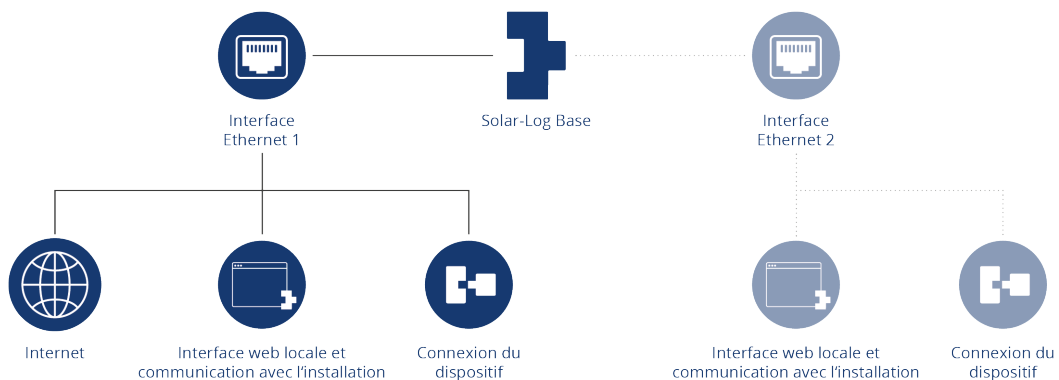 Interface
Ethernet 1
Solar-Log Base
Interface
Ethernet 2
Internet
Interface web locale et
communication avec l‘installation
Connexion du
dispositif
Interface web locale et
communication avec l‘installation
Connexion du
dispositif